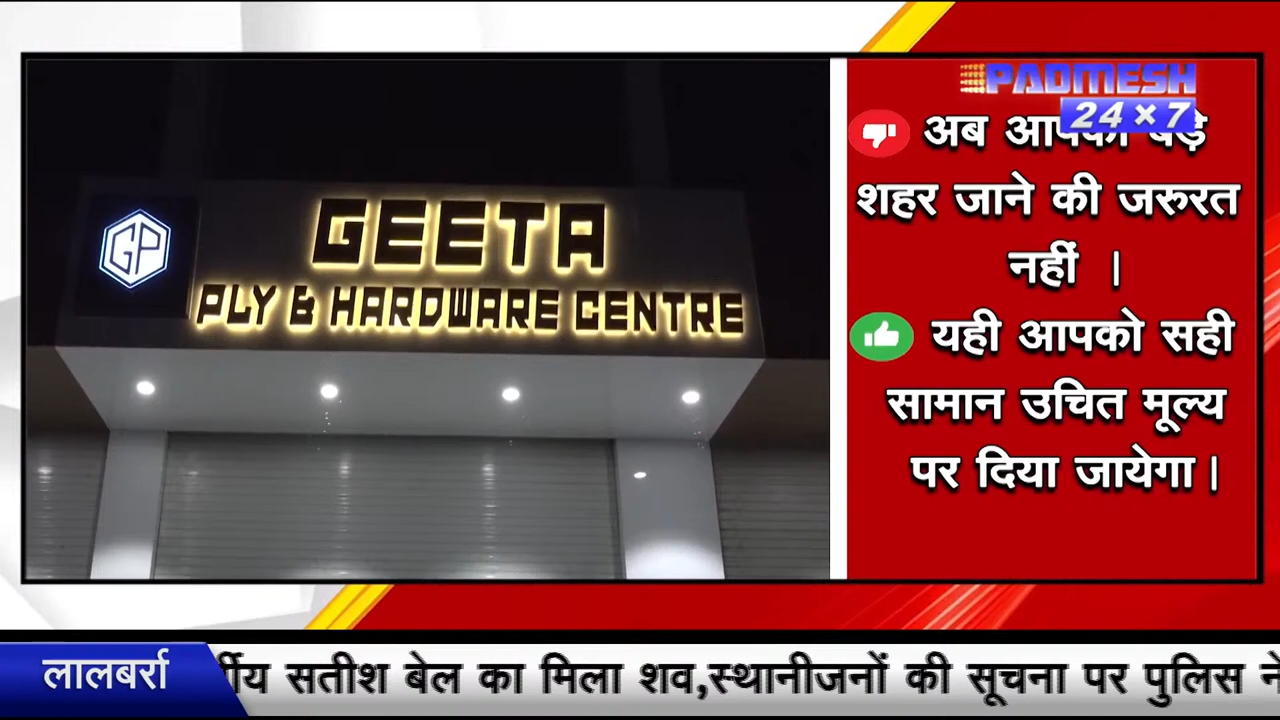 PADMESH
24×7
GP
GEETA
PLY & HARDWARE CENTRE
अब
शहर जाने की जरुरत
नहीं ।
यही आपको सही
सामान उचित मूल्य
पर दिया जायेगा।
लालबर्रा
सतीश बेल का मिला शव,स्थानीजनों की सूचना पर पुलिस ने